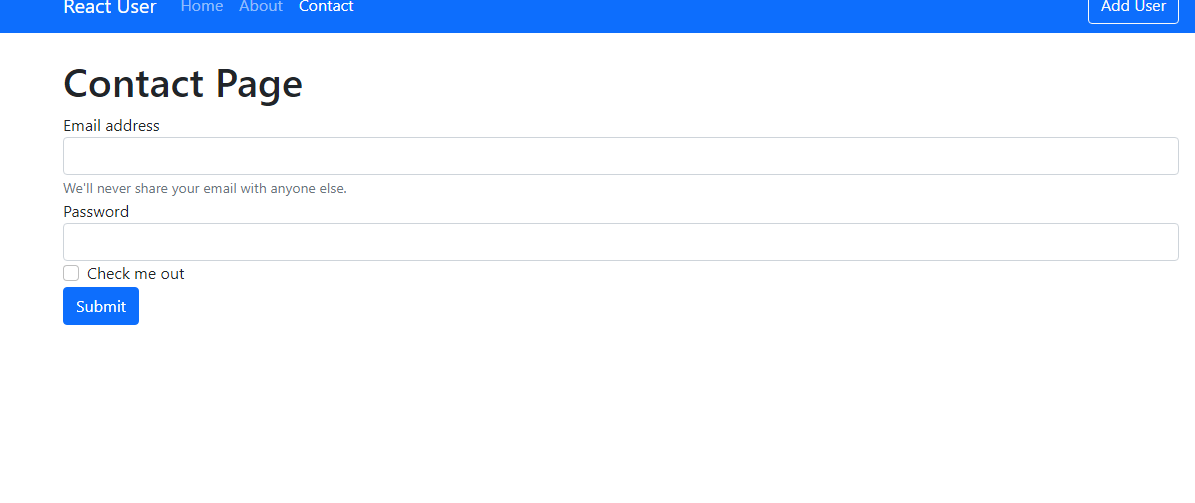 React User Home About Contact Add User
Contact Page
Email address
We'll never share your email with anyone else.
Password
Check me out
Submit